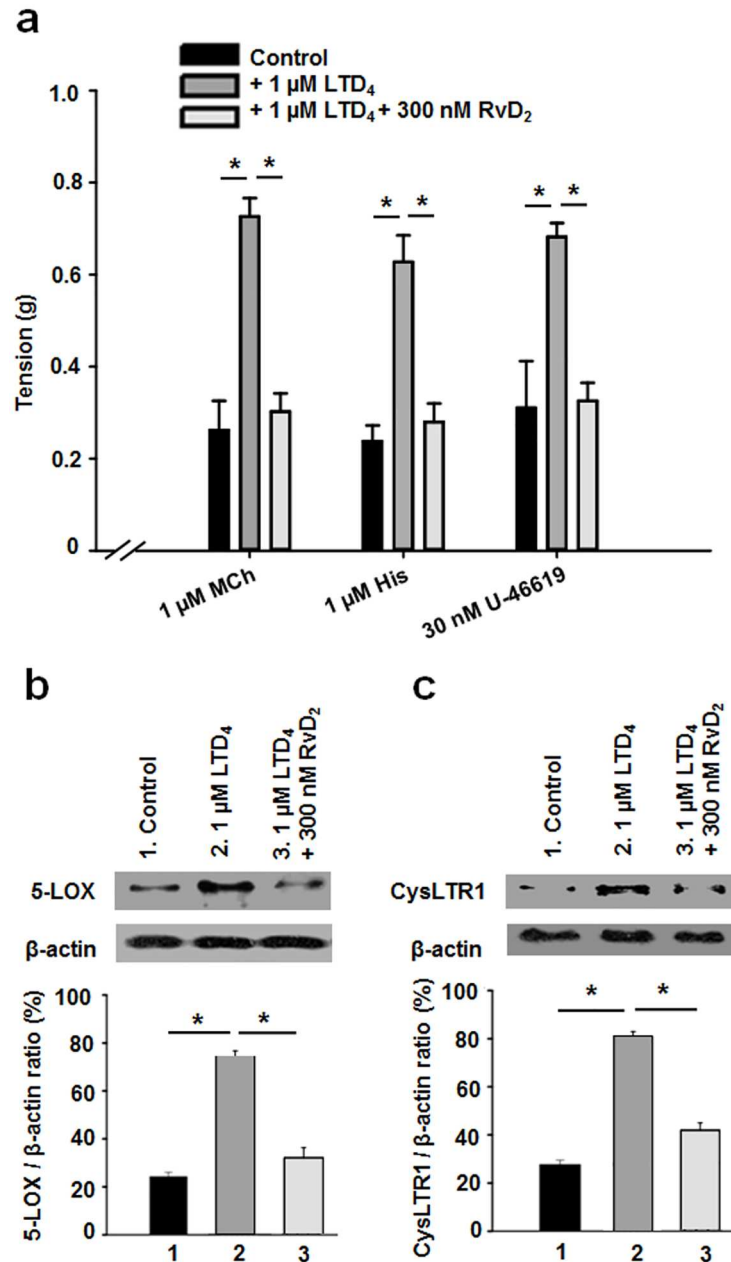 a
Control
+ 1 µM LTD₄
+ 1 µM LTD₄ + 300 nM RvD₂
1.0
0.8
0.6
0.4
0.2
0
Tension (g)
* *
* *
* *
1 µM MCh
1 µM His
30 nM U-46619
b
1. Control
2. 1 µM LTD₄
3. 1 µM LTD₄
+ 300 nM RvD₂
5-LOX
β-actin
100
80
60
40
20
0
5-LOX / β-actin ratio (%)
* *
1 2 3
c
1. Control
2. 1 µM LTD₄
3. 1 µM LTD₄
+ 300 nM RvD₂
CysLTR1
β-actin
100
80
60
40
20
0
CysLTR1 / β-actin ratio (%)
* *
1 2 3